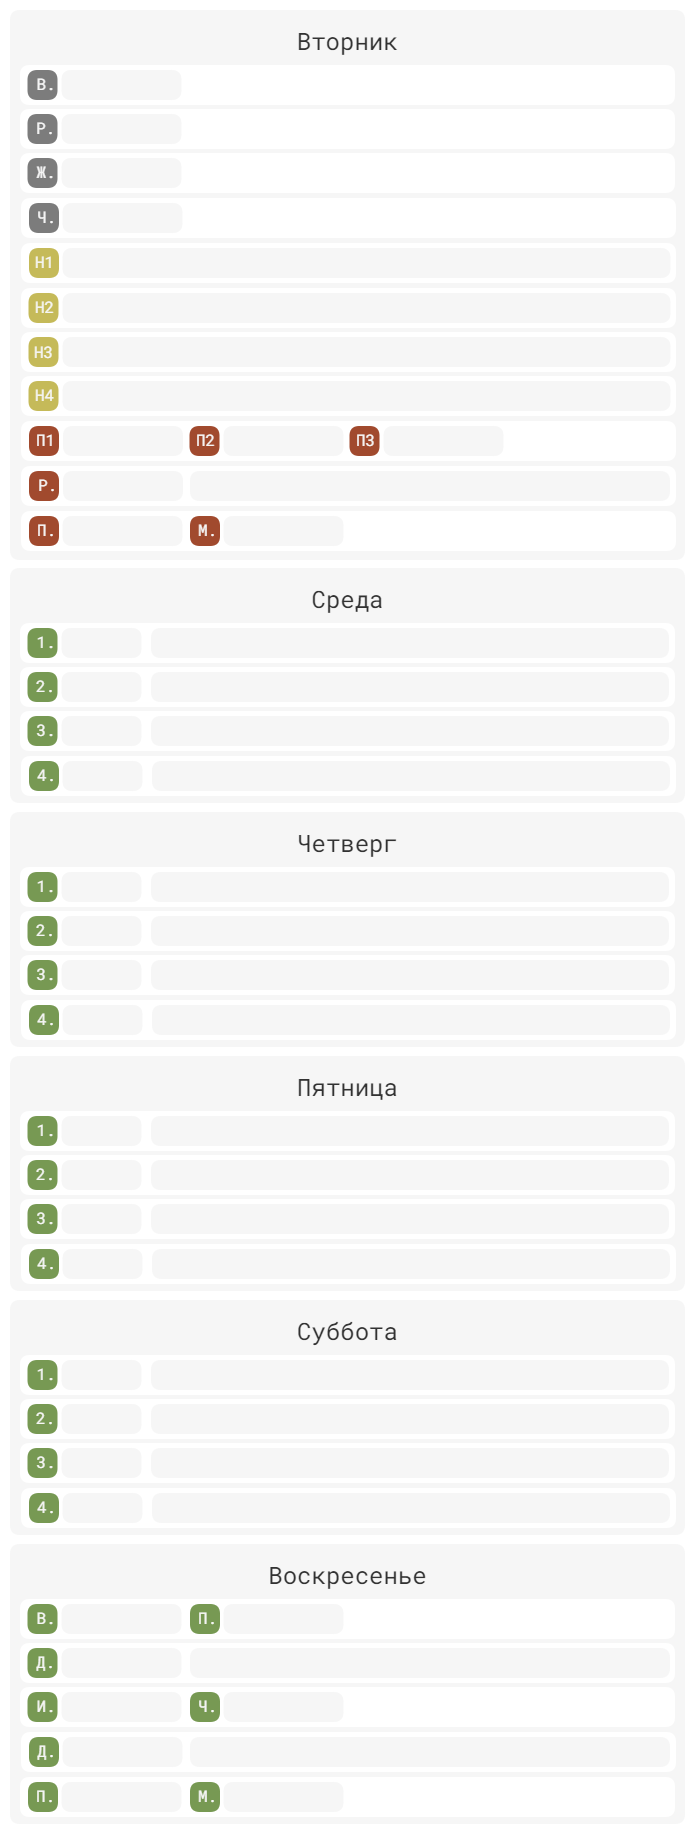 Вторник
В.
Р.
Ж.
Ч.
Н1
Н2
Н3
Н4
П1 П2 П3
Р.
П. М.
Среда
1.
2.
3.
4.
Четверг
1.
2.
3.
4.
Пятница
1.
2.
3.
4.
Суббота
1.
2.
3.
4.
Воскресенье
В. П.
Д.
И. Ч.
Д.
П. М.